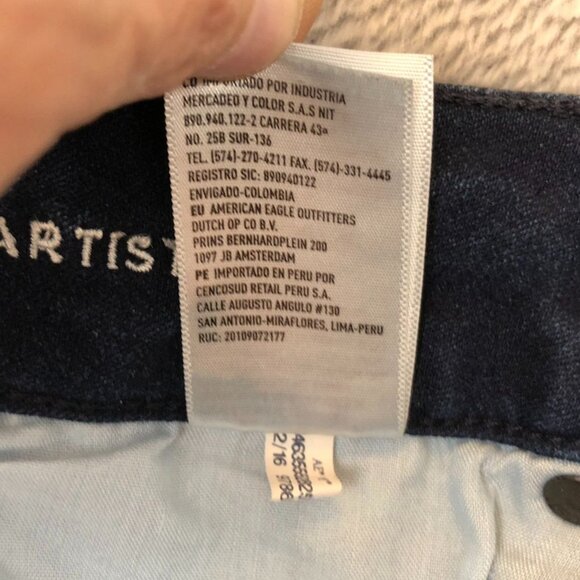 CO IMPORTADO POR INDUSTRIA
MERCADEO Y COLOR S.A.S NIT
890.940.122-2 CARRERA 43ª
NO. 25B SUR-136
TEL. (574)-270-4211 FAX. (574)-331-4445
REGISTRO SIC: 890940122
ENVIGADO-COLOMBIA
EU AMERICAN EAGLE OUTFITTERS
DUTCH OP CO B.V.
PRINS BERNHARDPLEIN 200
1097 JB AMSTERDAM
PE IMPORTADO EN PERU POR
CENCOSUD RETAIL PERU S.A.
CALLE AUGUSTO ANGULO #130
SAN ANTONIO-MIRAFLORES, LIMA-PERU
RUC: 20109072177
ARTIST
2/16